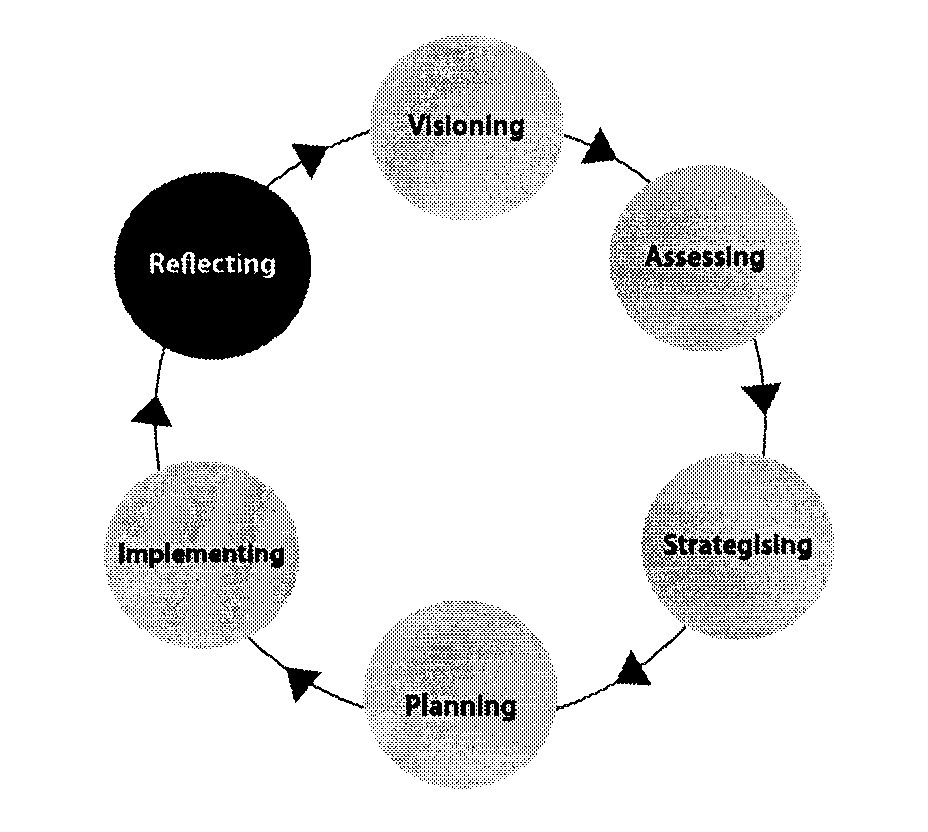 Visioning
Assessing
Strategising
Planning
Implementing
Reflecting